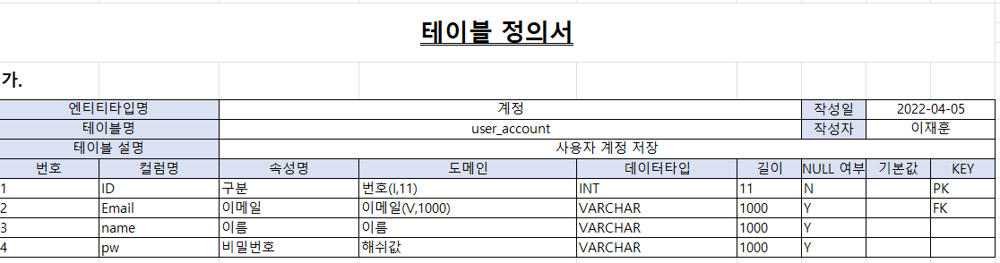 테이블 정의서
가.
엔티티타입명 계정 작성일 2022-04-05
테이블명 user_account 작성자 이재훈
테이블 설명 사용자 계정 저장
번호 컬럼명 속성명 도메인 데이터타입 길이 NULL 여부 기본값 KEY
1 ID 구분 번호(I,11) INT 11 N PK
2 Email 이메일 이메일(V,1000) VARCHAR 1000 Y FK
3 name 이름 이름 VARCHAR 1000 Y
4 pw 비밀번호 해쉬값 VARCHAR 1000 Y